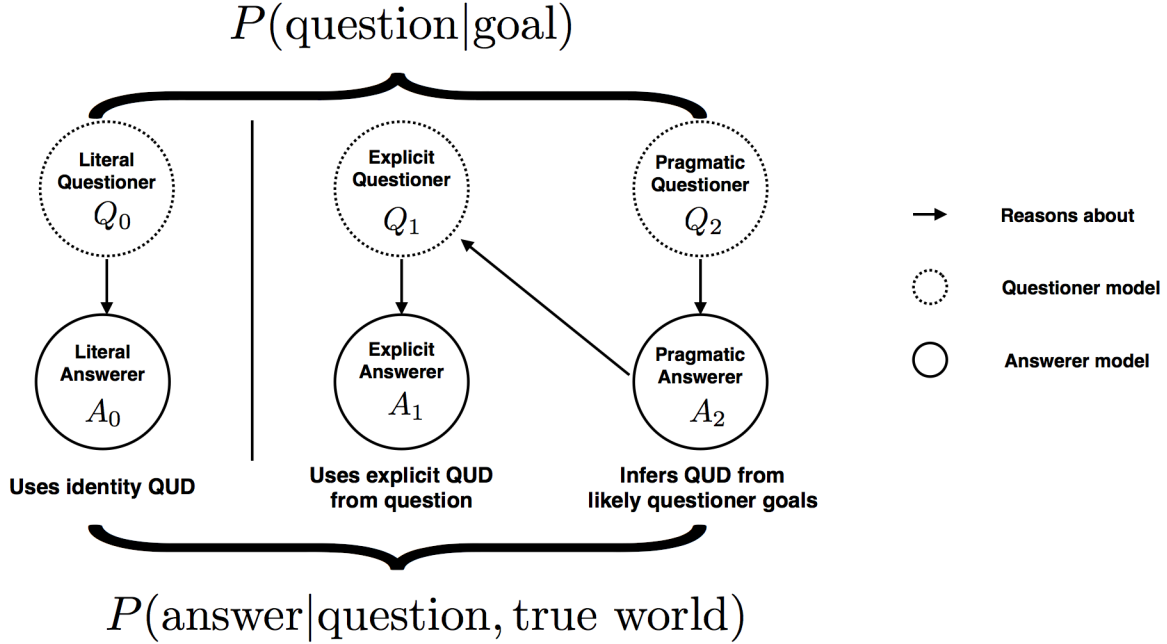 P(question|goal)
Literal
Questioner
Q₀
Explicit
Questioner
Q₁
Pragmatic
Questioner
Q₂
Literal
Answerer
A₀
Explicit
Answerer
A₁
Pragmatic
Answerer
A₂
Uses identity QUD
Uses explicit QUD
from question
Infers QUD from
likely questioner goals
Reasons about
Questioner model
Answerer model
P(answer|question, true world)